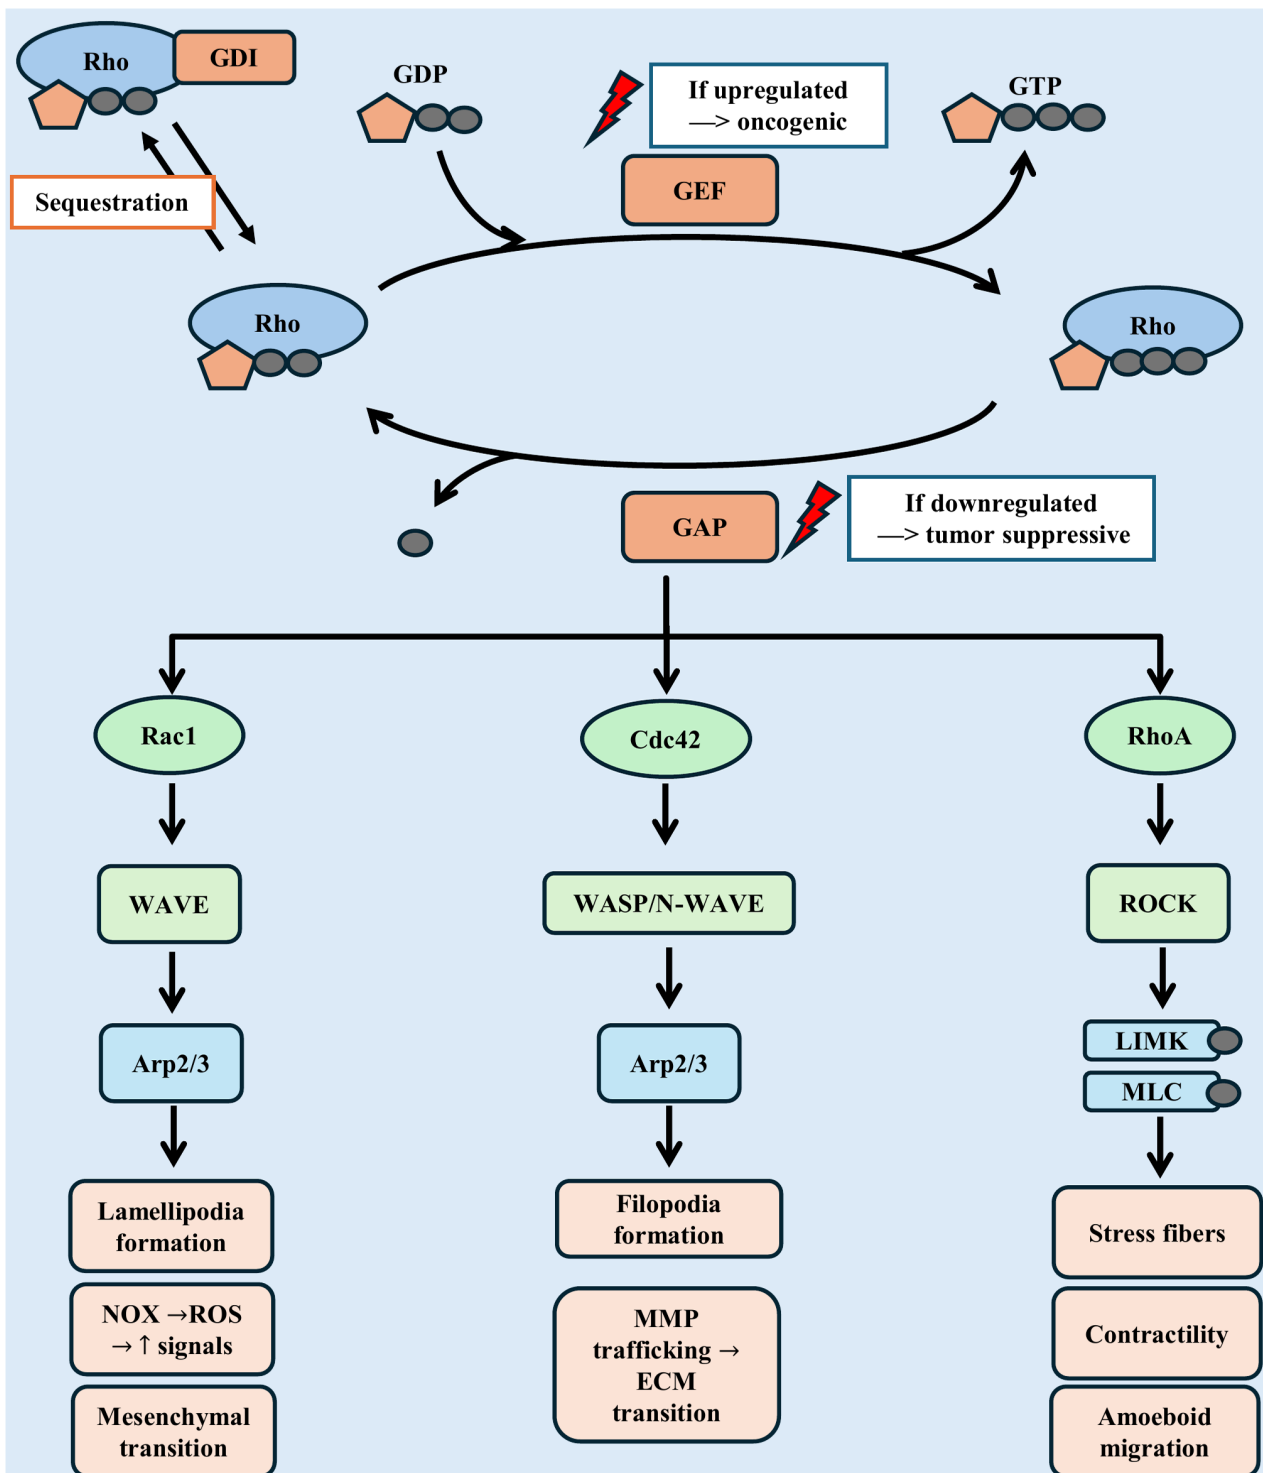 Rho
GDI
GDP
If upregulated
—> oncogenic
GTP
GEF
Sequestration
Rho
Rho
GAP
If downregulated
—> tumor suppressive
Rac1
Cdc42
RhoA
WAVE
WASP/N-WAVE
ROCK
Arp2/3
Arp2/3
LIMK
MLC
Lamellipodia
formation
Filopodia
formation
Stress fibers
NOX →ROS
→ ↑ signals
MMP
trafficking →
ECM
transition
Contractility
Mesenchymal
transition
Amoeboid
migration